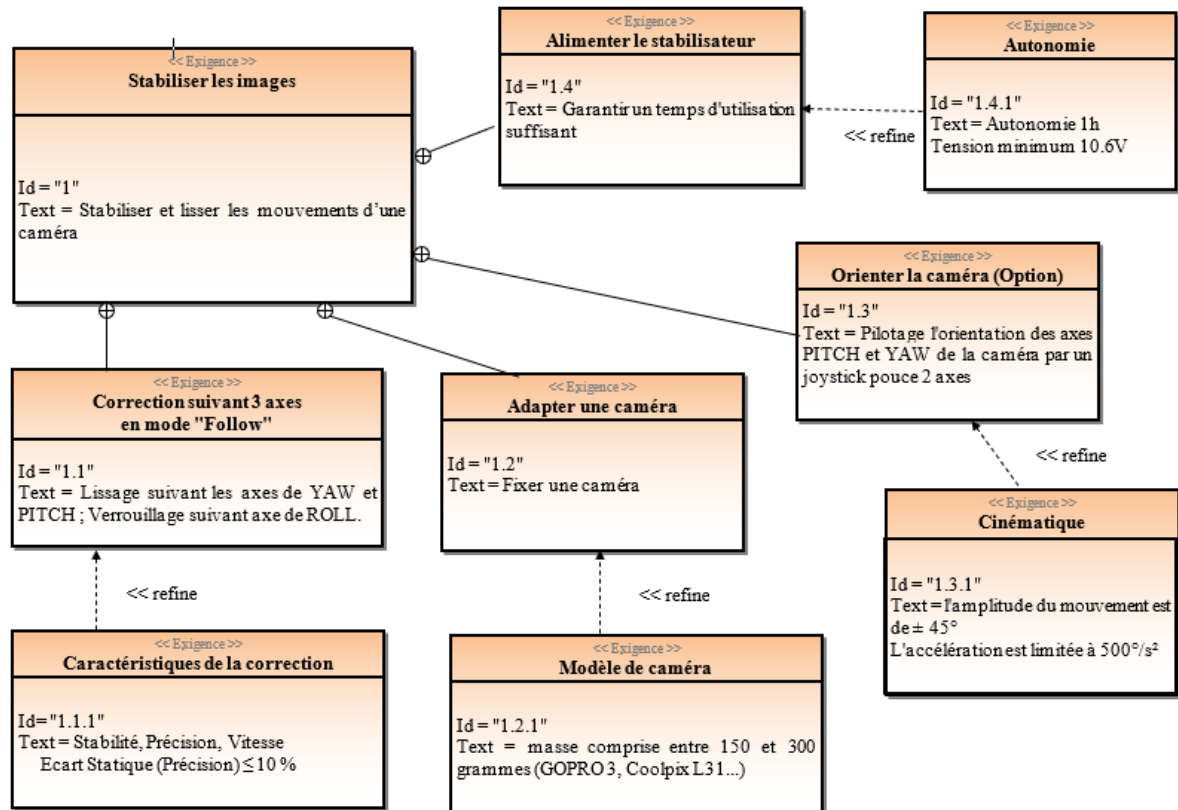 << Exigence >>
Stabiliser les images
Id = "1"
Text = Stabiliser et lisser les mouvements d'une
caméra
<< Exigence >>
Alimenter le stabilisateur
Id = "1.4"
Text = Garantir un temps d'utilisation
suffisant
<< refine
<< Exigence >>
Autonomie
Id = "1.4.1"
Text = Autonomie 1h
Tension minimum 10.6V
<< Exigence >>
Orienter la caméra (Option)
Id = "1.3"
Text = Pilotage l'orientation des axes
PITCH et YAW de la caméra par un
joystick pouce 2 axes
<< refine
<< Exigence >>
Correction suivant 3 axes
en mode "Follow"
Id = "1.1"
Text = Lissage suivant les axes de YAW et
PITCH ; Verrouillage suivant axe de ROLL.
<< refine
<< Exigence >>
Adapter une caméra
Id = "1.2"
Text = Fixer une caméra
<< refine
<< Exigence >>
Cinématique
Id = "1.3.1"
Text = l'amplitude du mouvement est
de ± 45°
L'accélération est limitée à 500°/s²
<< Exigence >>
Caractéristiques de la correction
Id= "1.1.1"
Text = Stabilité, Précision, Vitesse
Ecart Statique (Précision) ≤ 10 %
<< Exigence >>
Modèle de caméra
Id = "1.2.1"
Text = masse comprise entre 150 et 300
grammes (GOPRO 3, Coolpix L31...)